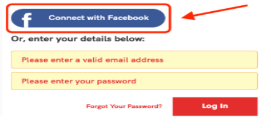 f Connect with Facebook
Or, enter your details below:
Please enter a valid email address
Please enter your password
Forgot Your Password?
Log In